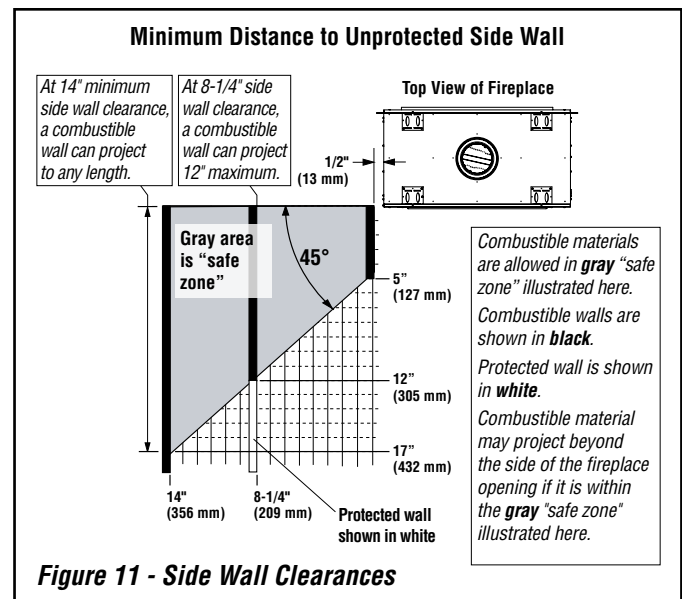 Minimum Distance to Unprotected Side Wall
At 14" minimum
side wall clearance,
a combustible
wall can project
to any length.
At 8-1/4" side
wall clearance,
a combustible
wall can project
12" maximum.
Top View of Fireplace
1/2"
(13 mm)
Gray area
is “safe
zone”
45°
5”
(127 mm)
12”
(305 mm)
17”
(432 mm)
14"
(356 mm)
8-1/4"
(209 mm)
Protected wall
shown in white
Combustible materials
are allowed in gray “safe
zone” illustrated here.
Combustible walls are
shown in black.
Protected wall is shown
in white.
Combustible material
may project beyond
the side of the fireplace
opening if it is within
the gray "safe zone"
illustrated here.
Figure 11 - Side Wall Clearances